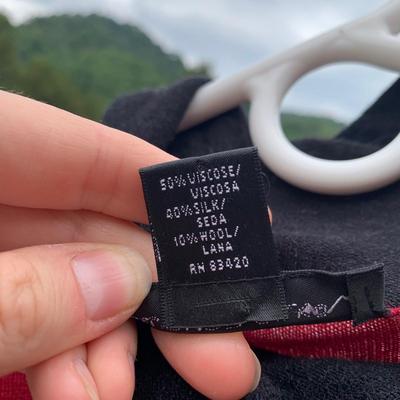 50% VISCOSE/
VISCOSA
40% SILK/
SEDA
10% WOOL/
LANA
RN 83420